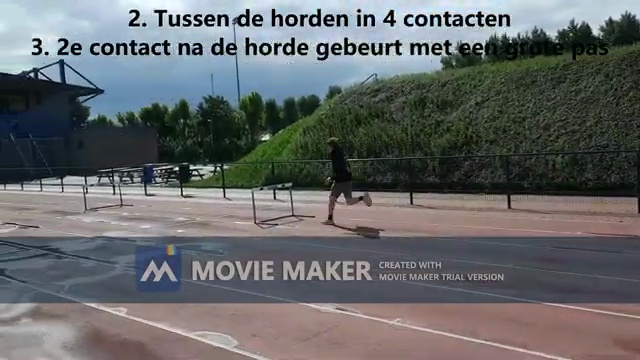 2. Tussen de horden in 4 contacten
3. 2e contact na de horde gebeurt met een grote pas
MOVIE MAKER
CREATED WITH
MOVIE MAKER TRIAL VERSION